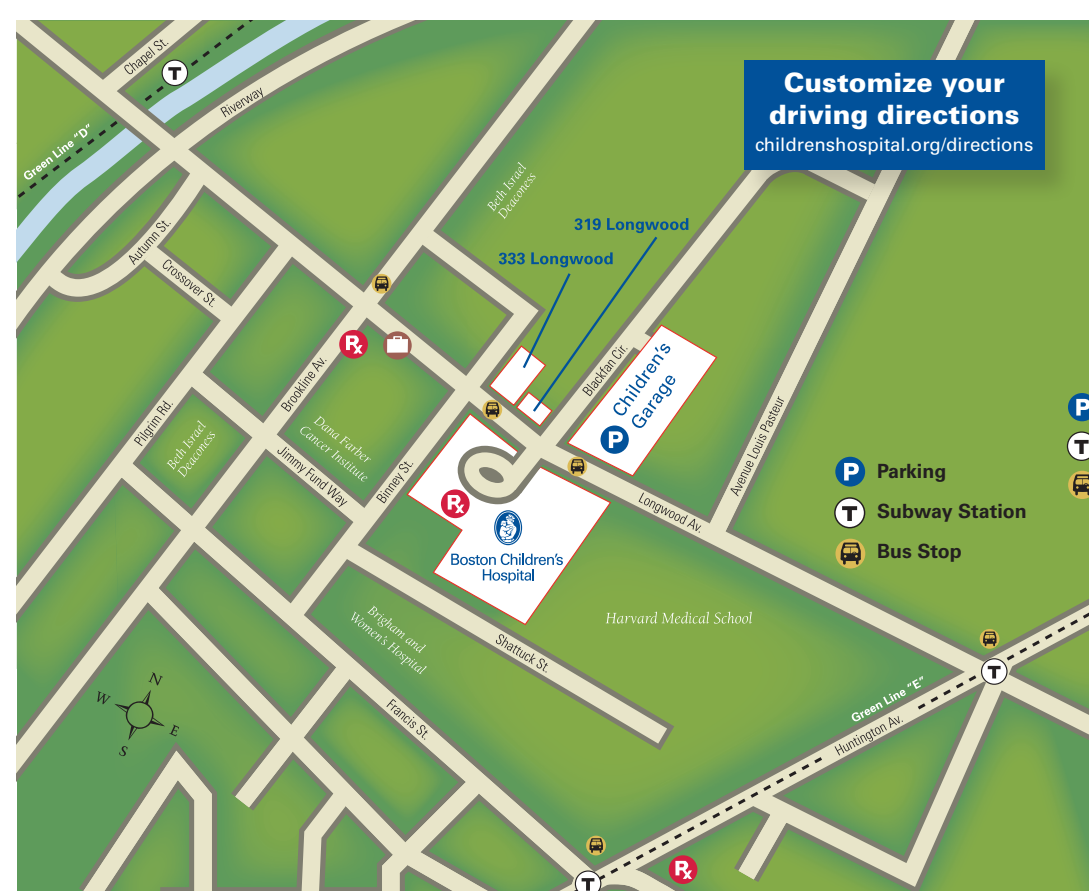 Chapel St.
T
Riverway
Green Line "D"
Customize your
driving directions
childrenshospital.org/directions
Beth Israel
Deaconess
Autumn St.
Crossover St.
319 Longwood
333 Longwood
Rx
Brookline Av.
Blackfan Cir.
Children's
Garage
P
Pilgrim Rd.
Beth Israel
Deaconess
Dana Farber
Cancer Institute
Jimmy Fund Way
Binney St.
Avenue Louis Pasteur
Longwood Av.
Rx
Boston Children's
Hospital
P
T
P Parking
T Subway Station
Bus Stop
Brigham and
Women's Hospital
Harvard Medical School
Shattuck St.
T
Green Line "E"
Huntington Av.
N
W
E
S
Francis St.
Rx
T